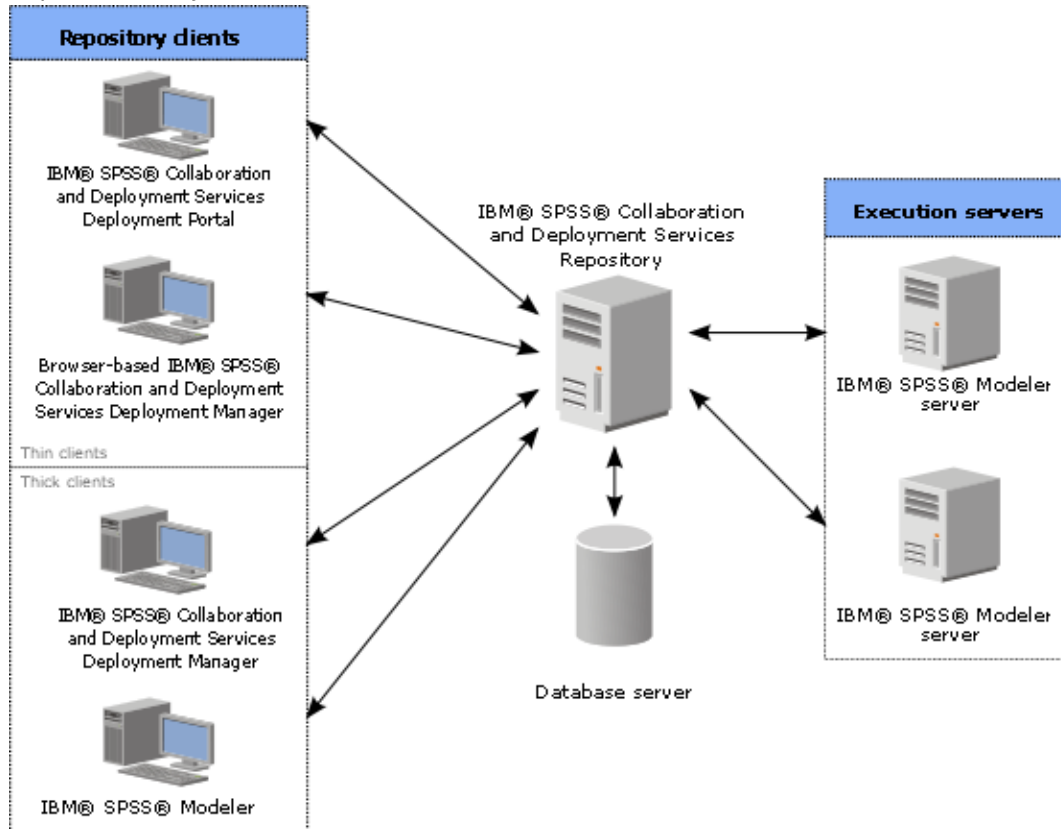 Repository clients
IBM® SPSS® Collaboration
and Deployment Services
Deployment Portal
Browser-based IBM® SPSS®
Collaboration and Deployment
Services Deployment Manager
Thin clients
Thick clients
IBM® SPSS® Collaboration
and Deployment Services
Deployment Manager
IBM® SPSS® Modeler
IBM® SPSS® Collaboration
and Deployment Services
Repository
Database server
Execution servers
IBM® SPSS® Modeler
server
IBM® SPSS® Modeler
server